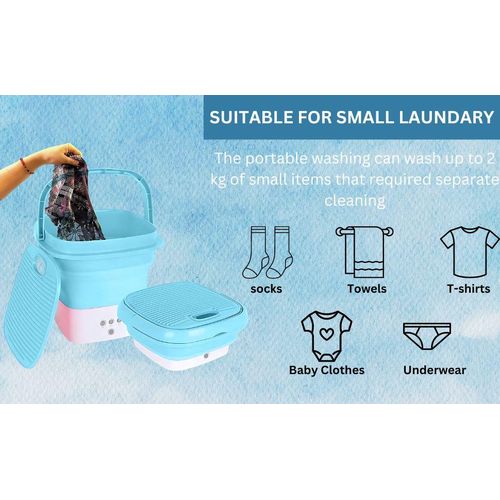 SUITABLE FOR SMALL LAUNDARY
The portable washing can wash up to 2
kg of small items that required separate
cleaning
socks
Towels
T-shirts
Baby Clothes
Underwear